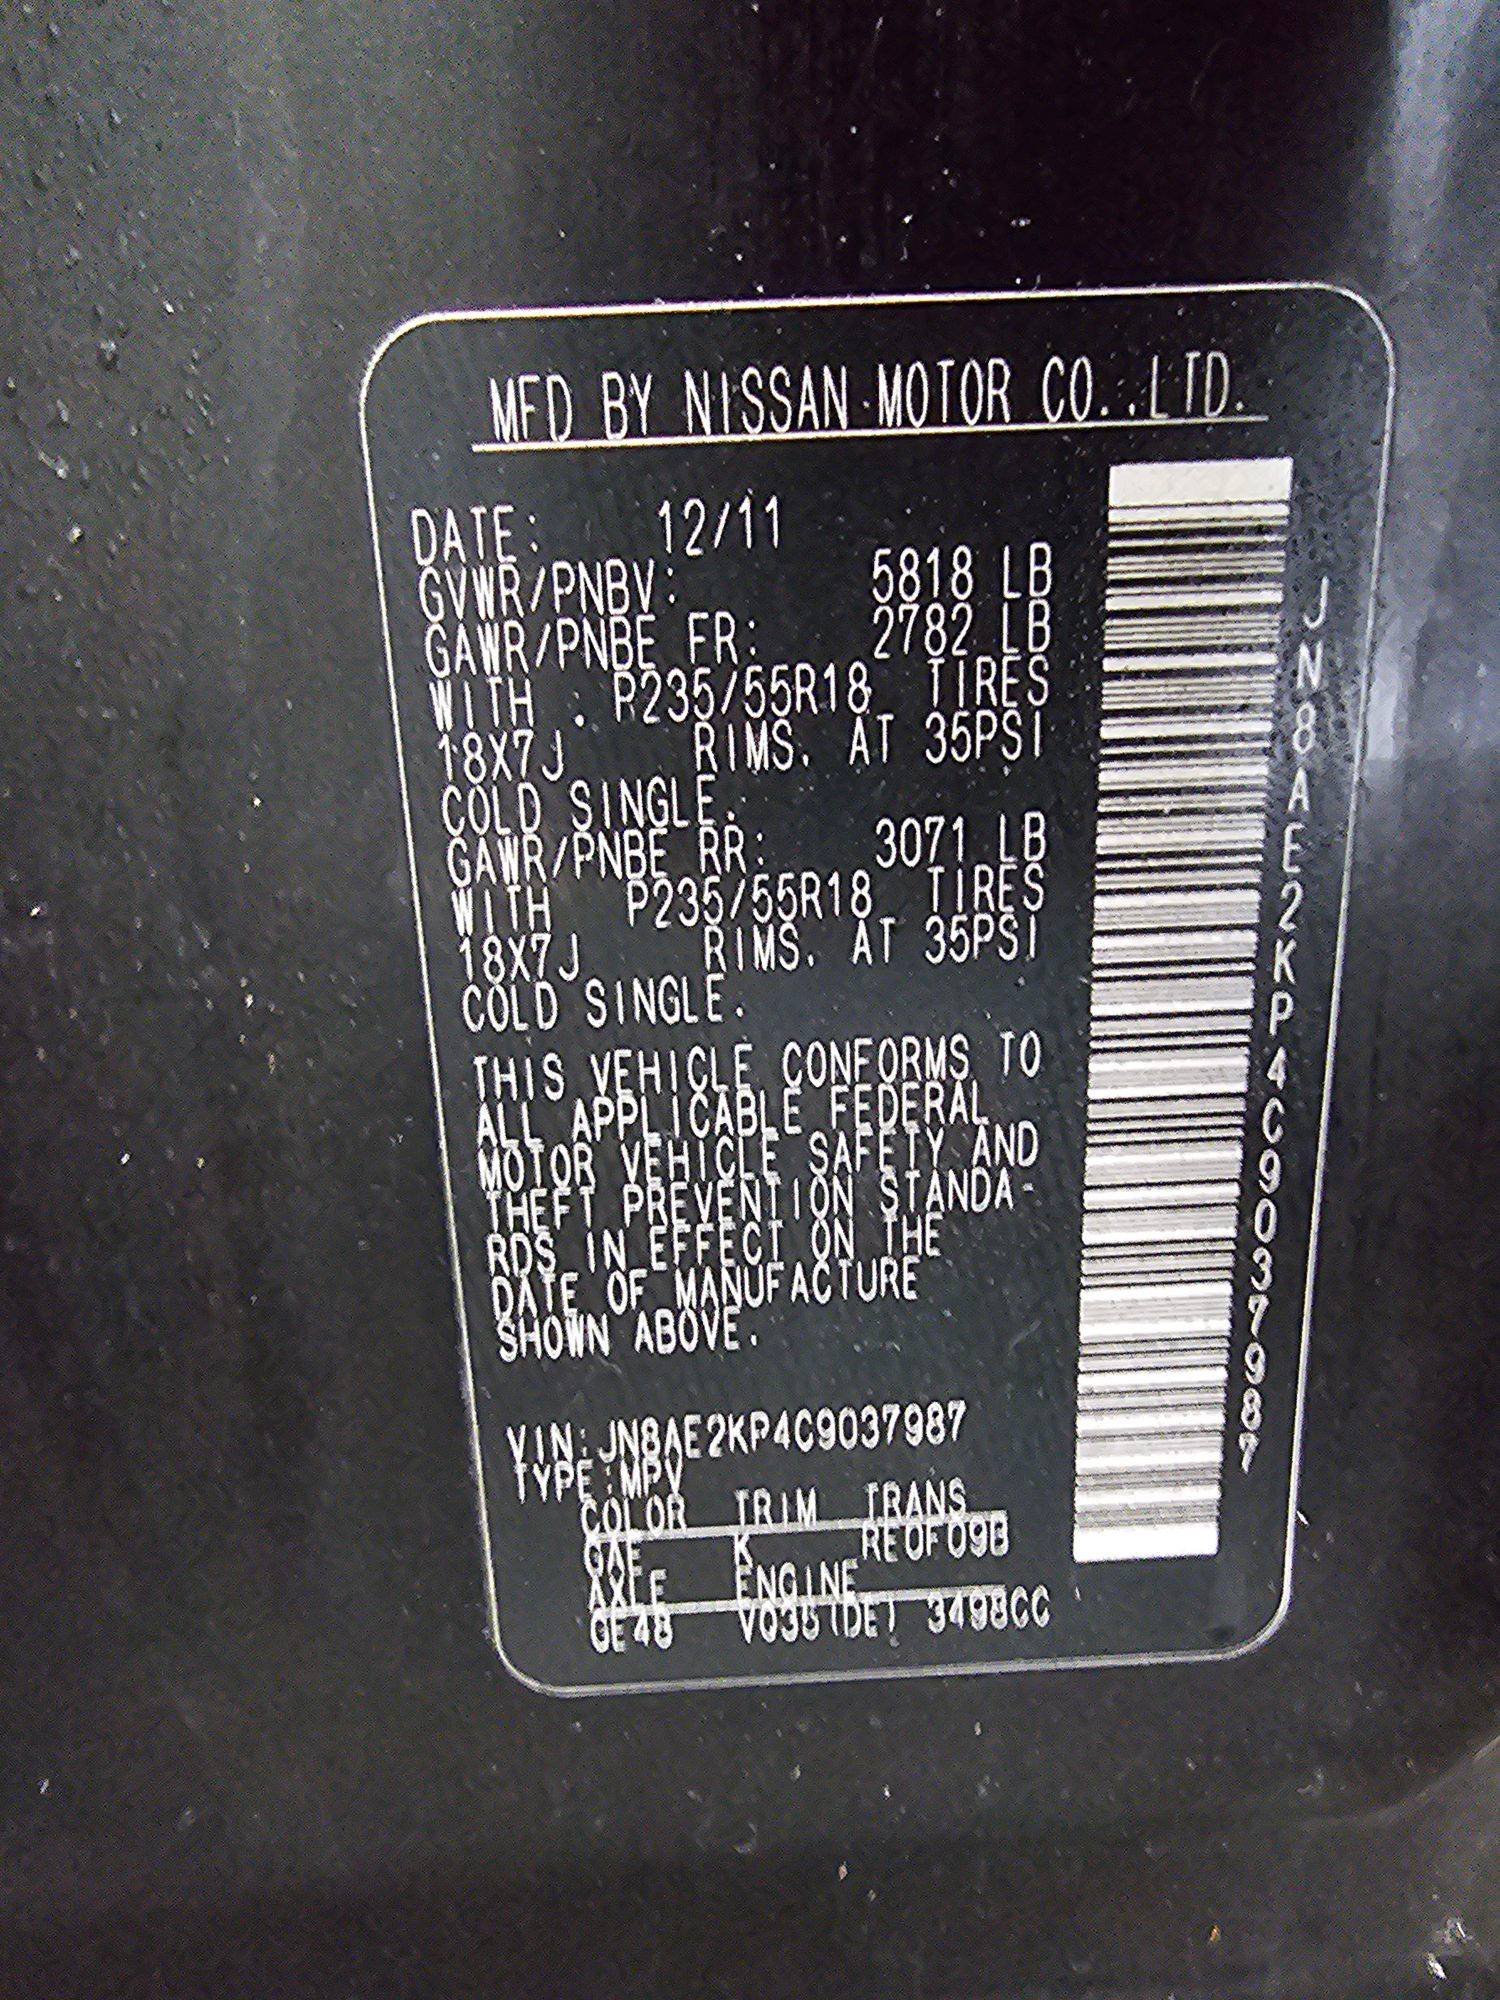 MFD BY NISSAN MOTOR CO., LTD.
DATE: 12/11
GVWR/PNBV: 5818 LB
GAWR/PNBE FR: 2782 LB
WITH P235/55R18 TIRES
18X7J RIMS. AT 35PSI
COLD SINGLE.
GAWR/PNBE RR: 3071 LB
WITH P235/55R18 TIRES
18X7J RIMS. AT 35PSI
COLD SINGLE.
THIS VEHICLE CONFORMS TO
ALL APPLICABLE FEDERAL
MOTOR VEHICLE SAFETY AND
THEFT PREVENTION STANDA-
RDS IN EFFECT ON THE
DATE OF MANUFACTURE
SHOWN ABOVE.
VIN:JN8AE2KP4C9037987
TYPE:MPV
COLOR TRIM TRANS
K RE0F09B
AXLE ENGINE
GE48 VQ35(DE) 3498CC
JN8AE2KP4C9037987